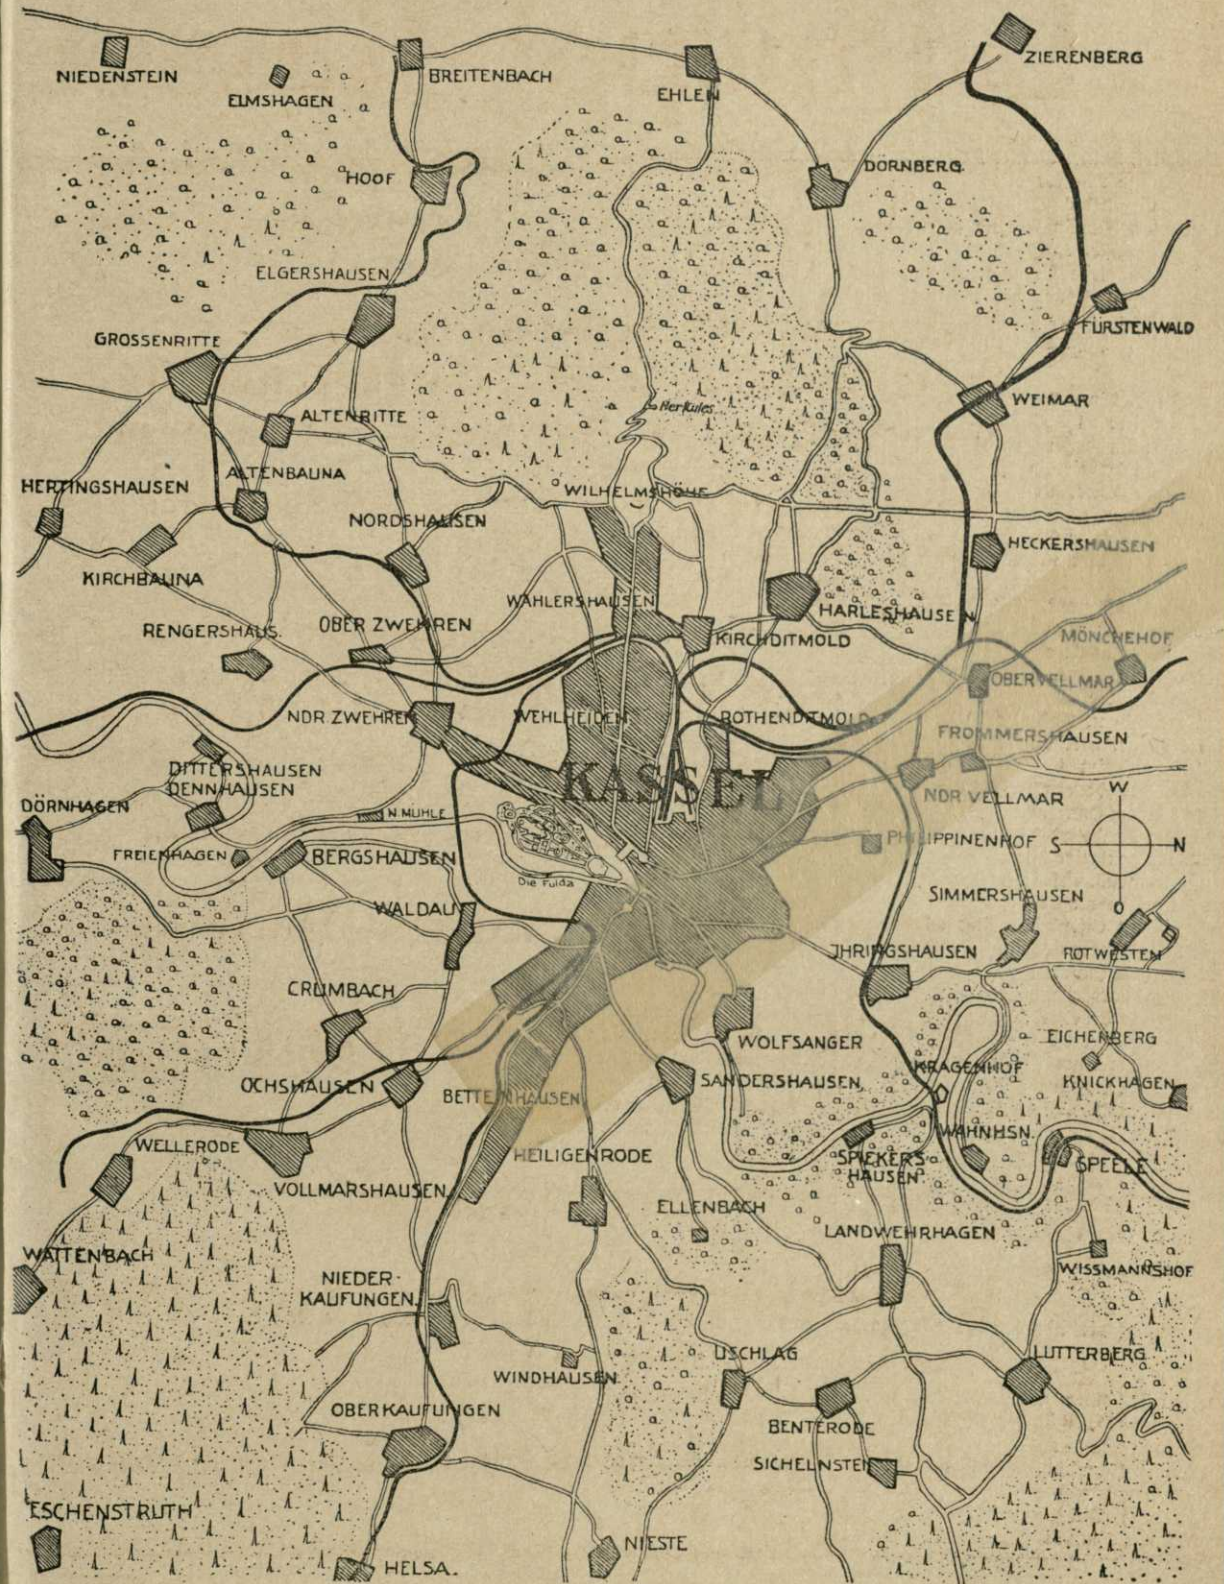 ZIERENBERG
NIEDENSTEIN
BREITENBACH
EHLEN
ELMSHAGEN
HOOF
DÖRNBERG
ELGERSHAUSEN
FÜRSTENWALD
GROSSENRITTE
WEIMAR
Herkules
ALTENRITTE
ALTENBAUNA
HERTINGSHAUSEN
WILHELMSHÖHE
NORDSHAUSEN
HECKERSHAUSEN
KIRCHBAUNA
WAHLERSHAUSEN
HARLESHAUSEN
RENGERSHAUS.
OBER ZWEHREN
KIRCHDITMOLD
MÖNCHEHOF
OBERVELLMAR
NDR. ZWEHREN
WEHLHEIDEN
ROTHENDITMOLD
FROMMERSHAUSEN
DITTERSHAUSEN
DENNHAUSEN
KASSEL
NDR VELLMAR
W
DÖRNHAGEN
N.MÜHLE
PHILIPPINENHOF
S
N
FREIENHAGEN
BERGSHAUSEN
Die Fulda
SIMMERSHAUSEN
O
WALDAU
JHRINGSHAUSEN
ROTWESTEN
CRUMBACH
WOLFSANGER
EICHENBERG
KRAGENHOF
OCHSHAUSEN
BETTENHAUSEN
SANDERSHAUSEN
KNICKHAGEN
WAHNHSN.
WELLERODE
HEILIGENRODE
SPIEKERS
HAUSEN
SPEELE
VOLLMARSHAUSEN
ELLENBACH
LANDWEHRHAGEN
WATTENBACH
WISSMANNSHOF
NIEDER-
KAUFUNGEN
USCHLAG
LUTTERBERG
WINDHAUSEN
OBERKAUFUNGEN
BENTERODE
SICHELNSTEIN
ESCHENSTRUTH
NIESTE
HELSA.